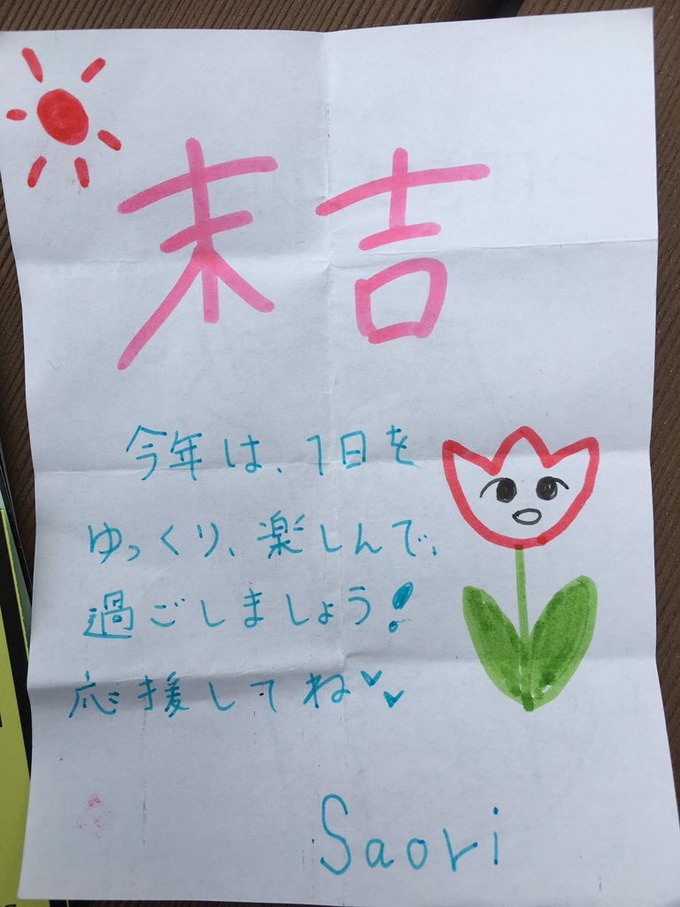 末吉
今年は、1日を
ゆっくり、楽しんで、
過ごしましょう!
応援してね
Saori